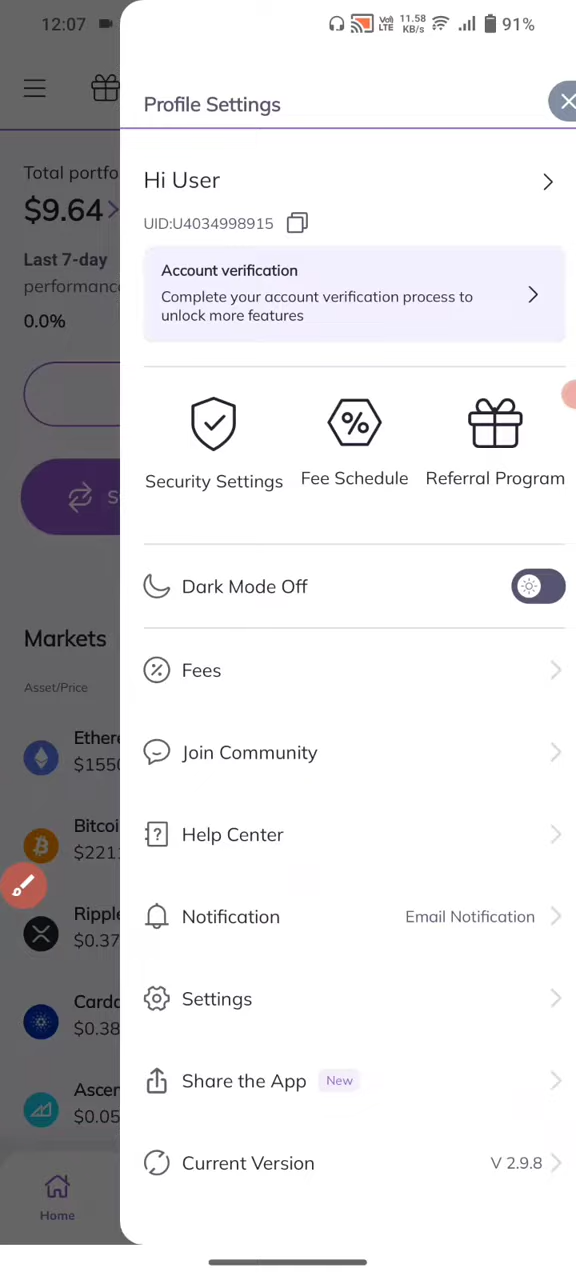 12:07
Vo)
LTE
11.58
KB/s
91%
Profile Settings
Total portfo
$9.64
Last 7-day
performanc
0.0%
S
Hi User
UID:U4034998915
Account verification
Complete your account verification process to
unlock more features
Security Settings
Fee Schedule
Referral Program
Dark Mode Off
Markets
Asset/Price
Fees
Ethere
$1550
Join Community
Bitcoi
$221
Help Center
Ripple
$0.37
Notification
Email Notification
Carda
$0.38
Settings
Ascen
$0.05
Share the App
New
Current Version
V 2.9.8
Home